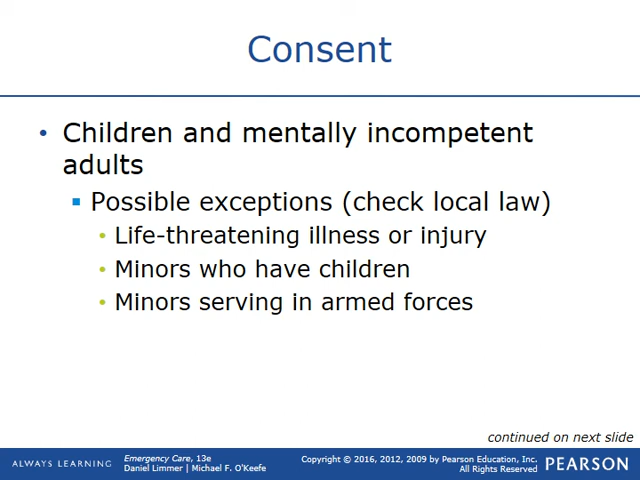 Consent
• Children and mentally incompetent
adults
▪ Possible exceptions (check local law)
• Life-threatening illness or injury
• Minors who have children
• Minors serving in armed forces
continued on next slide
ALWAYS LEARNING
Emergency Care, 13e
Daniel Limmer | Michael F. O'Keefe
Copyright © 2016, 2012, 2009 by Pearson Education, Inc.
All Rights Reserved
PEARSON